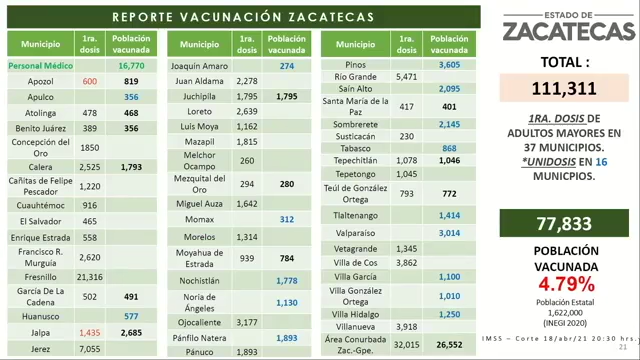 REPORTE VACUNACIÓN ZACATECAS
Municipio 1ra. dosis Población vacunada
Personal Médico 16,770
Apozol 600 819
Apulco 356
Atolinga 478 468
Benito Juárez 389 356
Concepción del Oro 1850
Calera 2,525 1,793
Cañitas de Felipe Pescador 1,220
Cuauhtémoc 916
El Salvador 465
Enrique Estrada 558
Francisco R. Murguía 2,620
Fresnillo 21,316
García De La Cadena 502 491
Huanusco 577
Jalpa 1,435 2,685
Jerez 7,055
Municipio 1ra. dosis Población vacunada
Joaquín Amaro 274
Juan Aldama 2,278
Juchipila 1,795 1,795
Loreto 2,639
Luis Moya 1,162
Mazapil 1,815
Melchor Ocampo 260
Mezquital del Oro 294 280
Miguel Auza 1,642
Momax 312
Morelos 1,314
Moyahua de Estrada 939 784
Nochistlán 1,778
Noria de Ángeles 1,130
Ojocaliente 3,177
Pánfilo Natera 1,893
Pánuco 1,893
Municipio 1ra. dosis Población vacunada
Pinos 3,605
Río Grande 5,471
Saín Alto 2,095
Santa María de la Paz 417 401
Sombrerete 2,145
Susticacán 230
Tabasco 868
Tepechitlán 1,078 1,046
Tepetongo 1,045
Teúl de González Ortega 793 772
Tlaltenango 1,414
Valparaíso 3,014
Vetagrande 1,345
Villa de Cos 3,862
Villa García 1,100
Villa González Ortega 1,010
Villa Hidalgo 1,250
Villanueva 3,918
Área Conurbada Zac.-Gpe. 32,015 26,552
ESTADO DE
ZACATECAS
TOTAL :
111,311
1RA. DOSIS DE
ADULTOS MAYORES EN
37 MUNICIPIOS.
*UNIDOSIS EN 16
MUNICPIOS.
77,833
POBLACIÓN
VACUNADA
4.79%
Población Estatal
1,622,000
(INEGI 2020)
IMSS – Corte 18/abr/21 20:30 hrs.
21